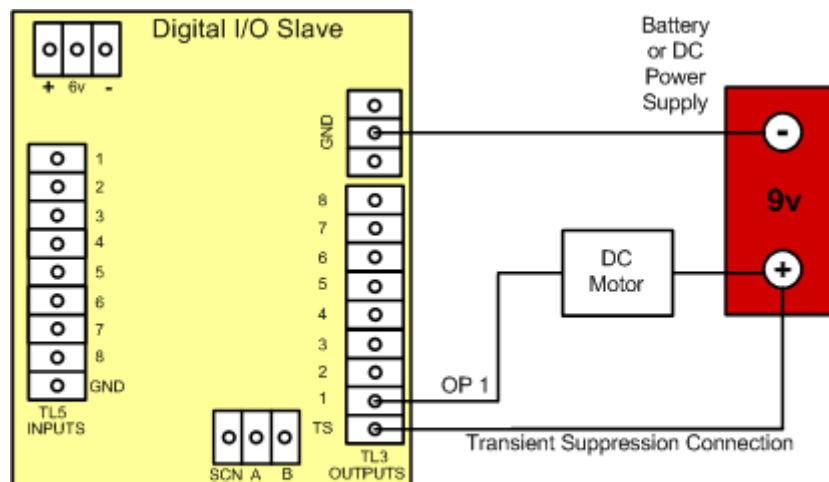 Digital I/O Slave
+ 6v -
GND
1
2
3
4
5
6
7
8
GND
TL5
INPUTS
8
7
6
5
4
3
2
1
TS
TL3
OUTPUTS
SCN A B
OP 1
Transient Suppression Connection
DC
Motor
Battery
or DC
Power
Supply
-
9v
+